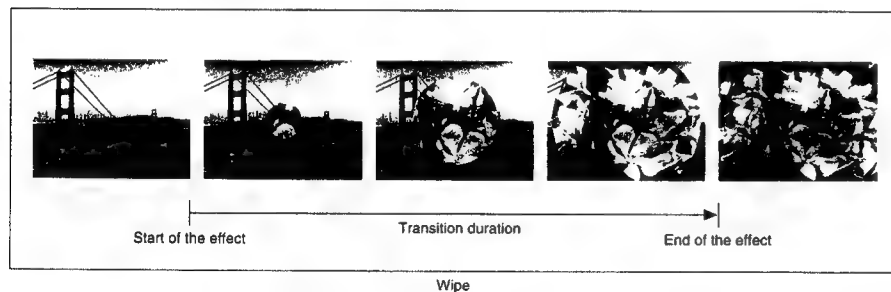 Start of the effect
Transition duration
End of the effect
Wipe